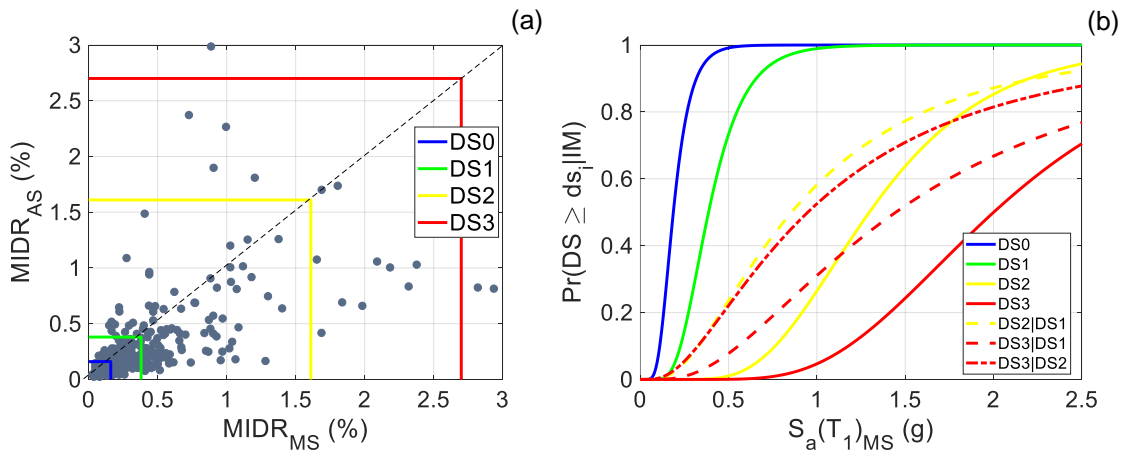 (a)
3
2.5
2
1.5
1
0.5
0
0 0.5 1 1.5 2 2.5 3
MIDR_AS (%)
MIDR_MS (%)
DS0
DS1
DS2
DS3
(b)
1
0.8
0.6
0.4
0.2
0
0 0.5 1 1.5 2 2.5
Pr(DS ≥ ds_i|IM)
S_a(T_1)_MS (g)
DS0
DS1
DS2
DS3
DS2|DS1
DS3|DS1
DS3|DS2